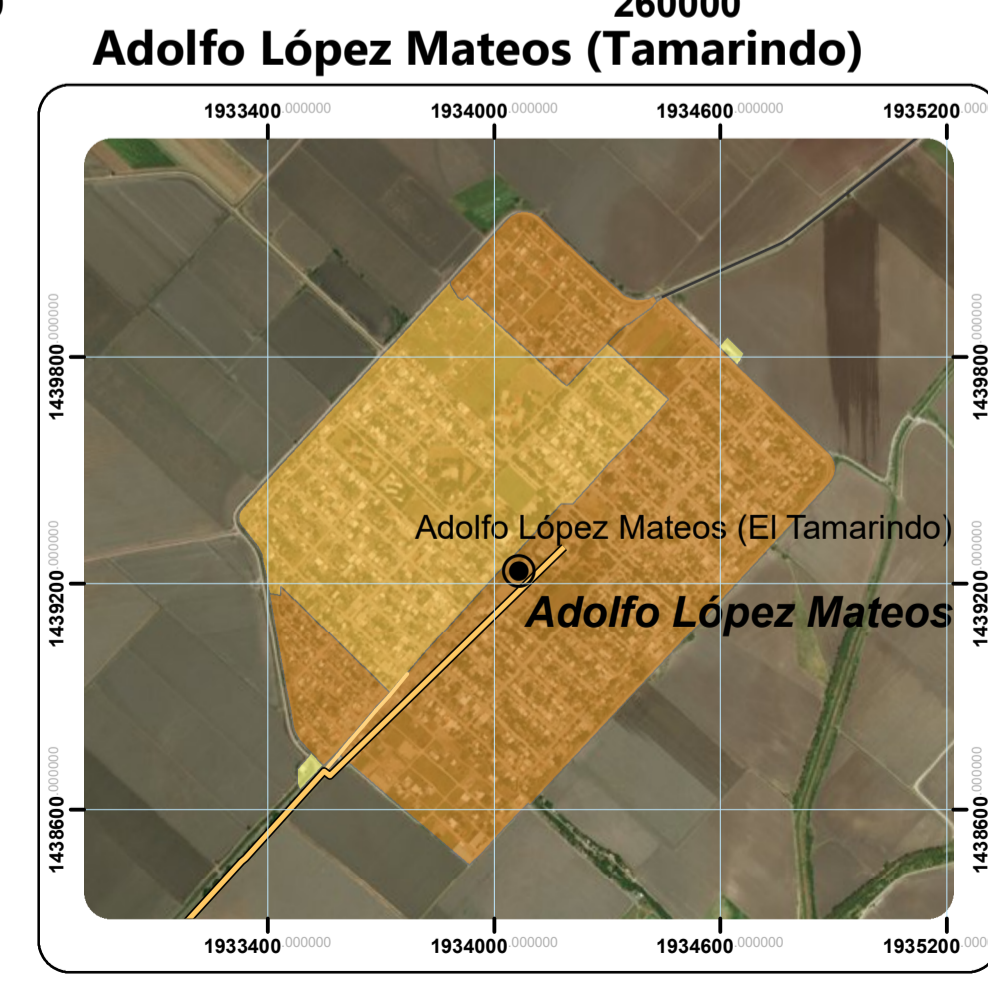 260000
Adolfo López Mateos (Tamarindo)
1933400.000000 1934000.000000 1934600.000000 1935200.000
1439800.000000 1439800.000000
Adolfo López Mateos (El Tamarindo)
1439200.000000 1439200.000000
Adolfo López Mateos
1438600.000000 1438600.000000
1933400.000000 1934000.000000 1934600.000000 1935200.000